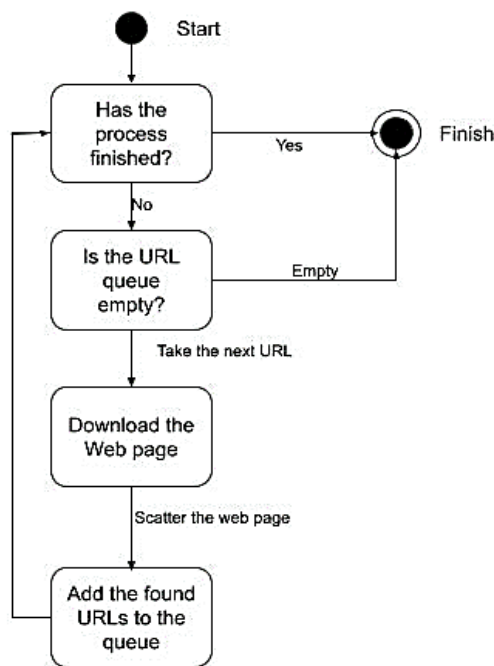 Start
Has the
process
finished?
Yes
Finish
No
Is the URL
queue
empty?
Empty
Take the next URL
Download the
Web page
Scatter the web page
Add the found
URLs to the
queue